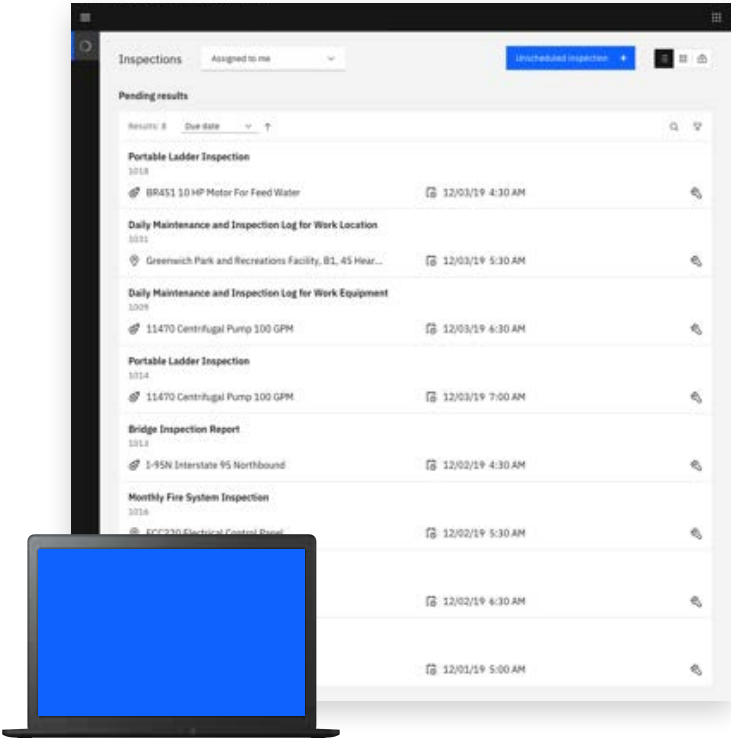 Inspections Assigned to me Unscheduled inspection +
Pending results
Results: 8 Due date
Portable Ladder Inspection
1018
BR451 10 HP Motor For Feed Water 12/03/19 4:30 AM
Daily Maintenance and Inspection Log for Work Location
1031
Greenwich Park and Recreations Facility, B1, 45 Hear... 12/03/19 5:30 AM
Daily Maintenance and Inspection Log for Work Equipment
1009
11470 Centrifugal Pump 100 GPM 12/03/19 6:30 AM
Portable Ladder Inspection
1014
11470 Centrifugal Pump 100 GPM 12/03/19 7:00 AM
Bridge Inspection Report
1013
I-95N Interstate 95 Northbound 12/02/19 4:30 AM
Monthly Fire System Inspection
1016
ECC220 Electrical Control Panel 12/02/19 5:30 AM
12/02/19 6:30 AM
12/01/19 5:00 AM